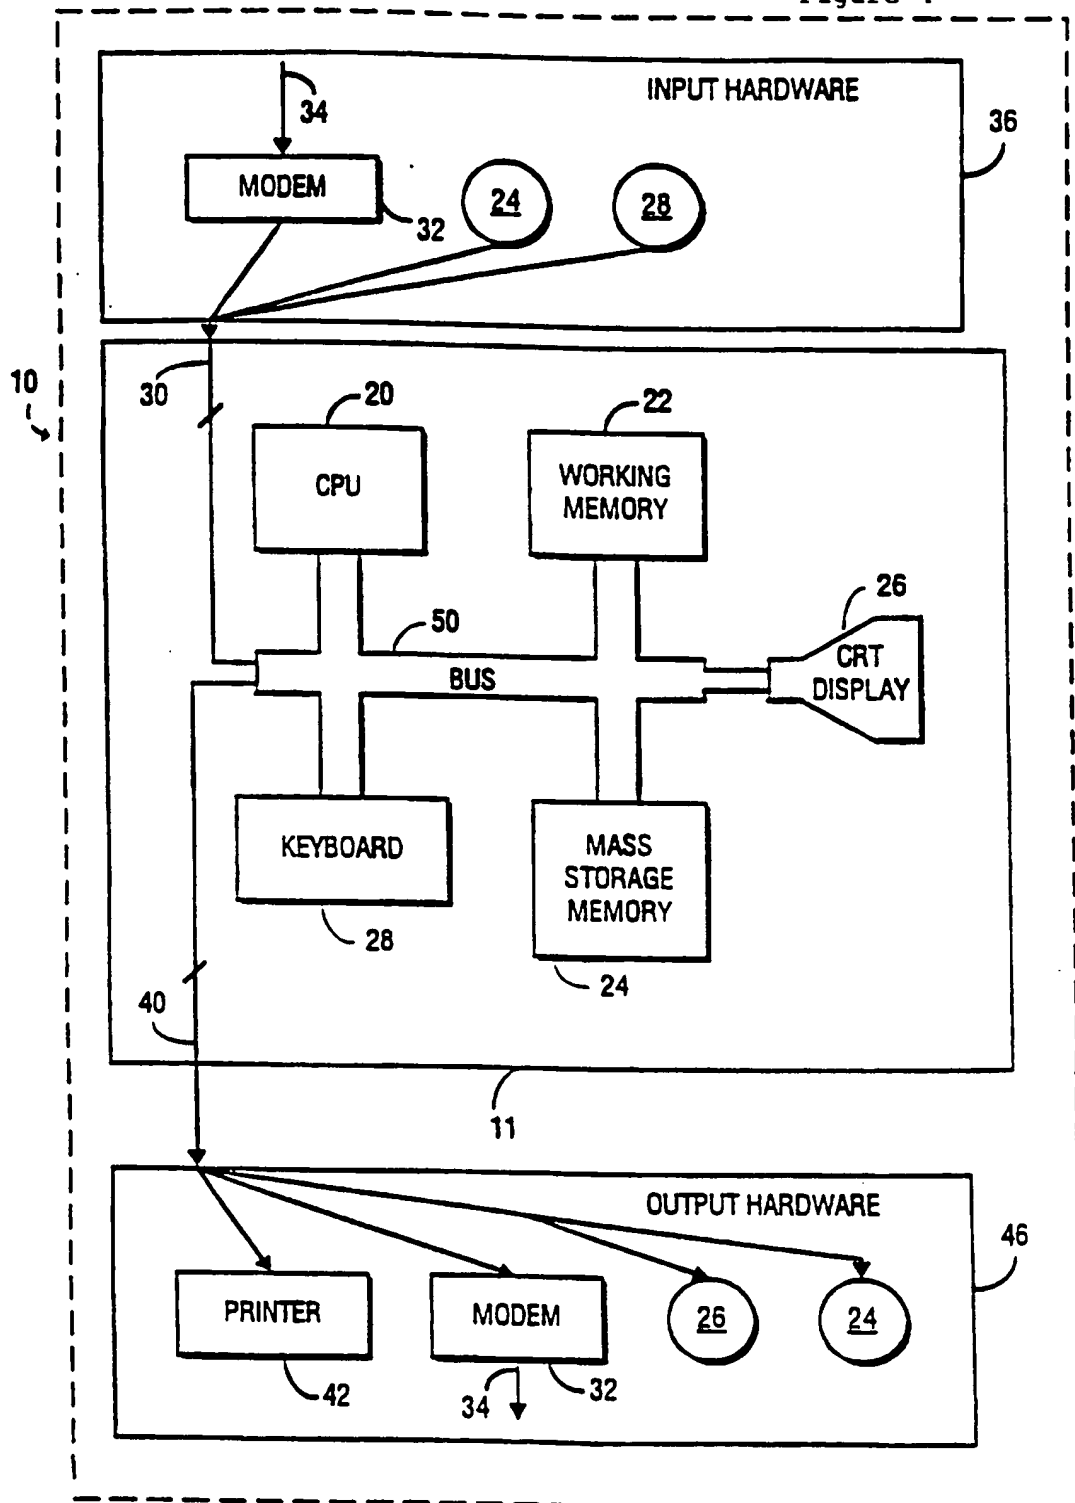 INPUT HARDWARE
34
36
MODEM
32
24
28
10
30
20
22
CPU
WORKING
MEMORY
26
50
BUS
CRT
DISPLAY
KEYBOARD
28
MASS
STORAGE
MEMORY
24
40
11
OUTPUT HARDWARE
46
PRINTER
MODEM
26
24
42
34
32